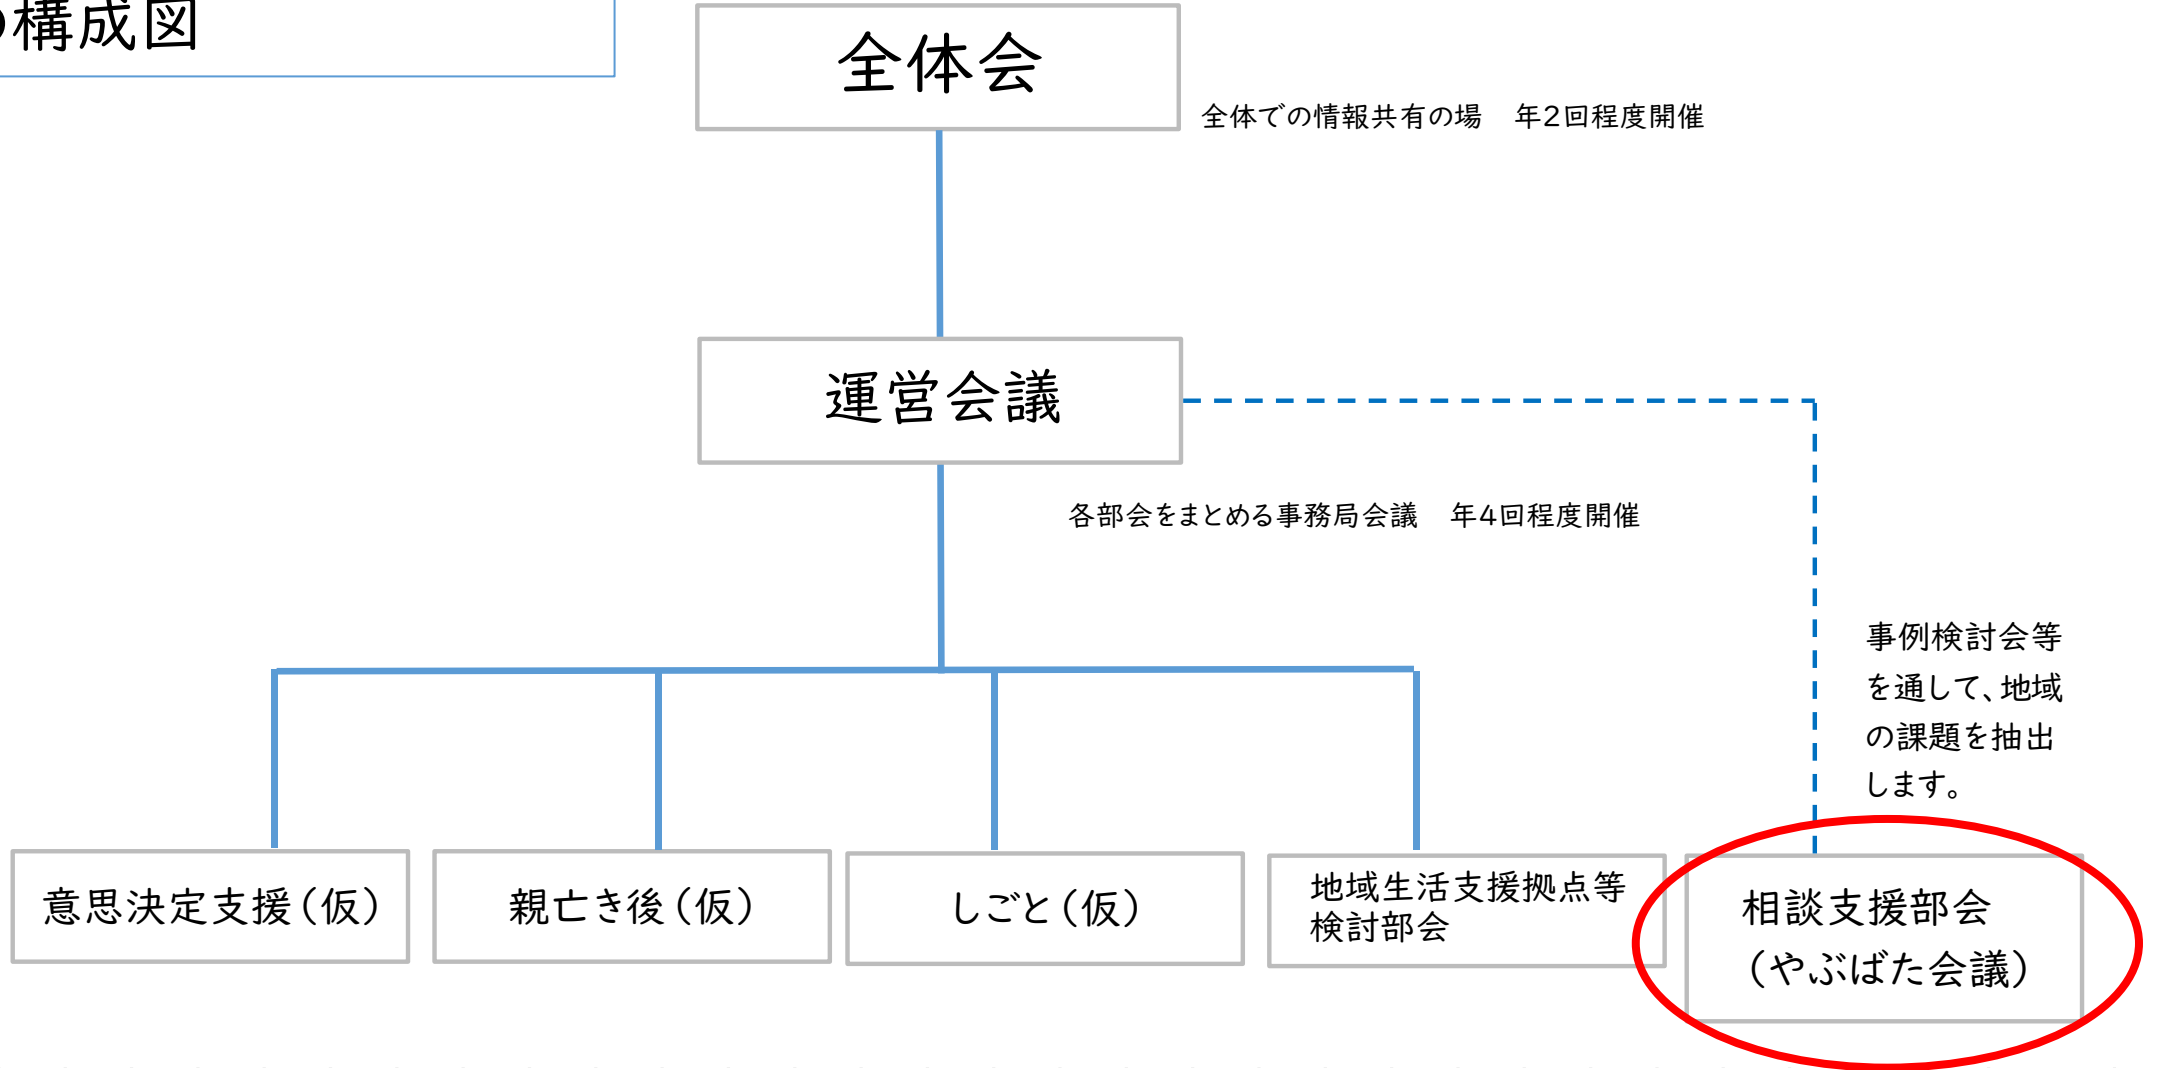 の構成図
全体会
全体での情報共有の場　年2回程度開催
運営会議
各部会をまとめる事務局会議　年4回程度開催
事例検討会等
を通して、地域
の課題を抽出
します。
意思決定支援（仮）
親亡き後（仮）
しごと（仮）
地域生活支援拠点等
検討部会
相談支援部会
（やぶばた会議）